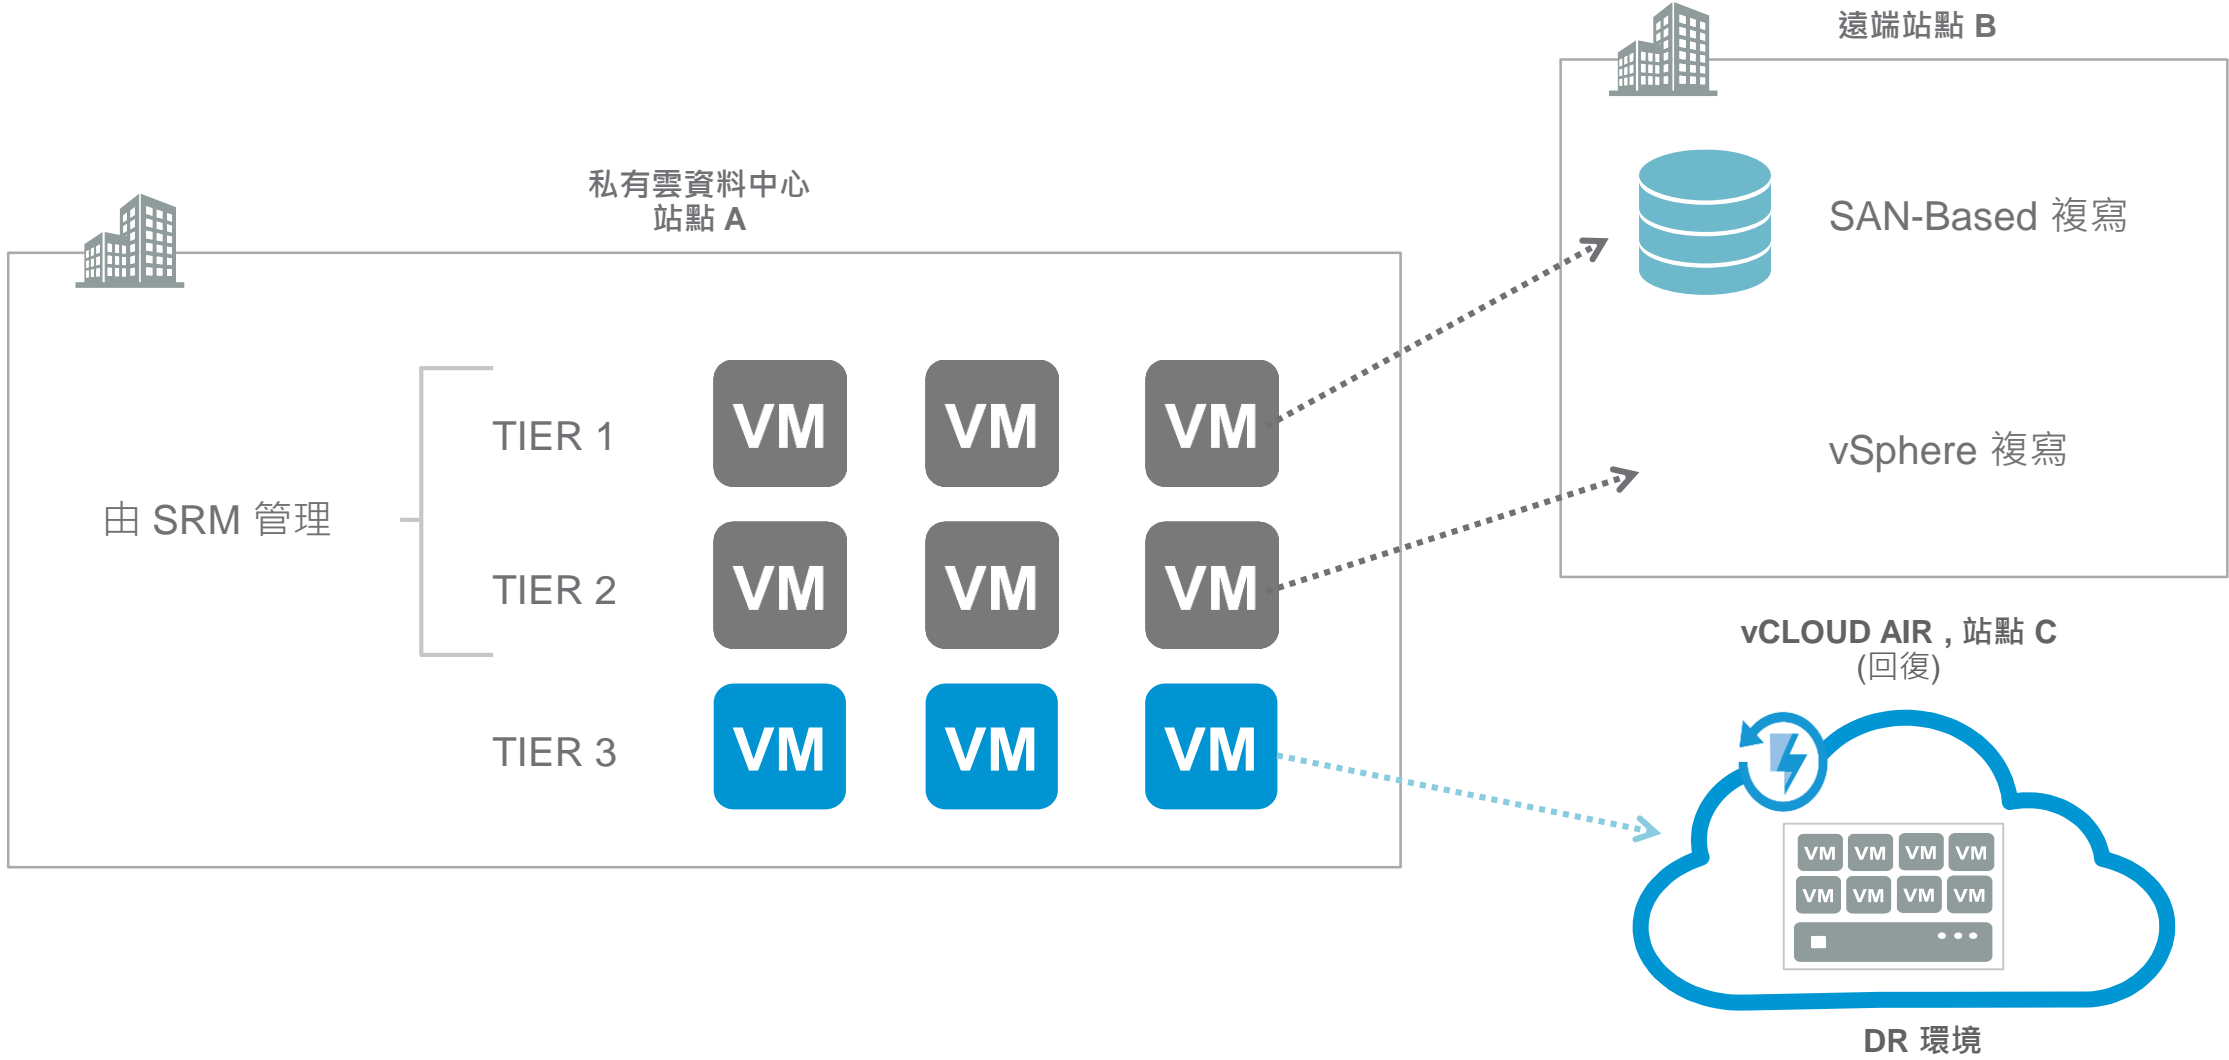 遠端站點 B
SAN-Based 複寫
vSphere 複寫
私有雲資料中心
站點 A
由 SRM 管理
TIER 1
VM VM VM
TIER 2
VM VM VM
TIER 3
VM VM VM
vCLOUD AIR , 站點 C
(回復)
VM VM VM VM
VM VM VM VM
DR 環境